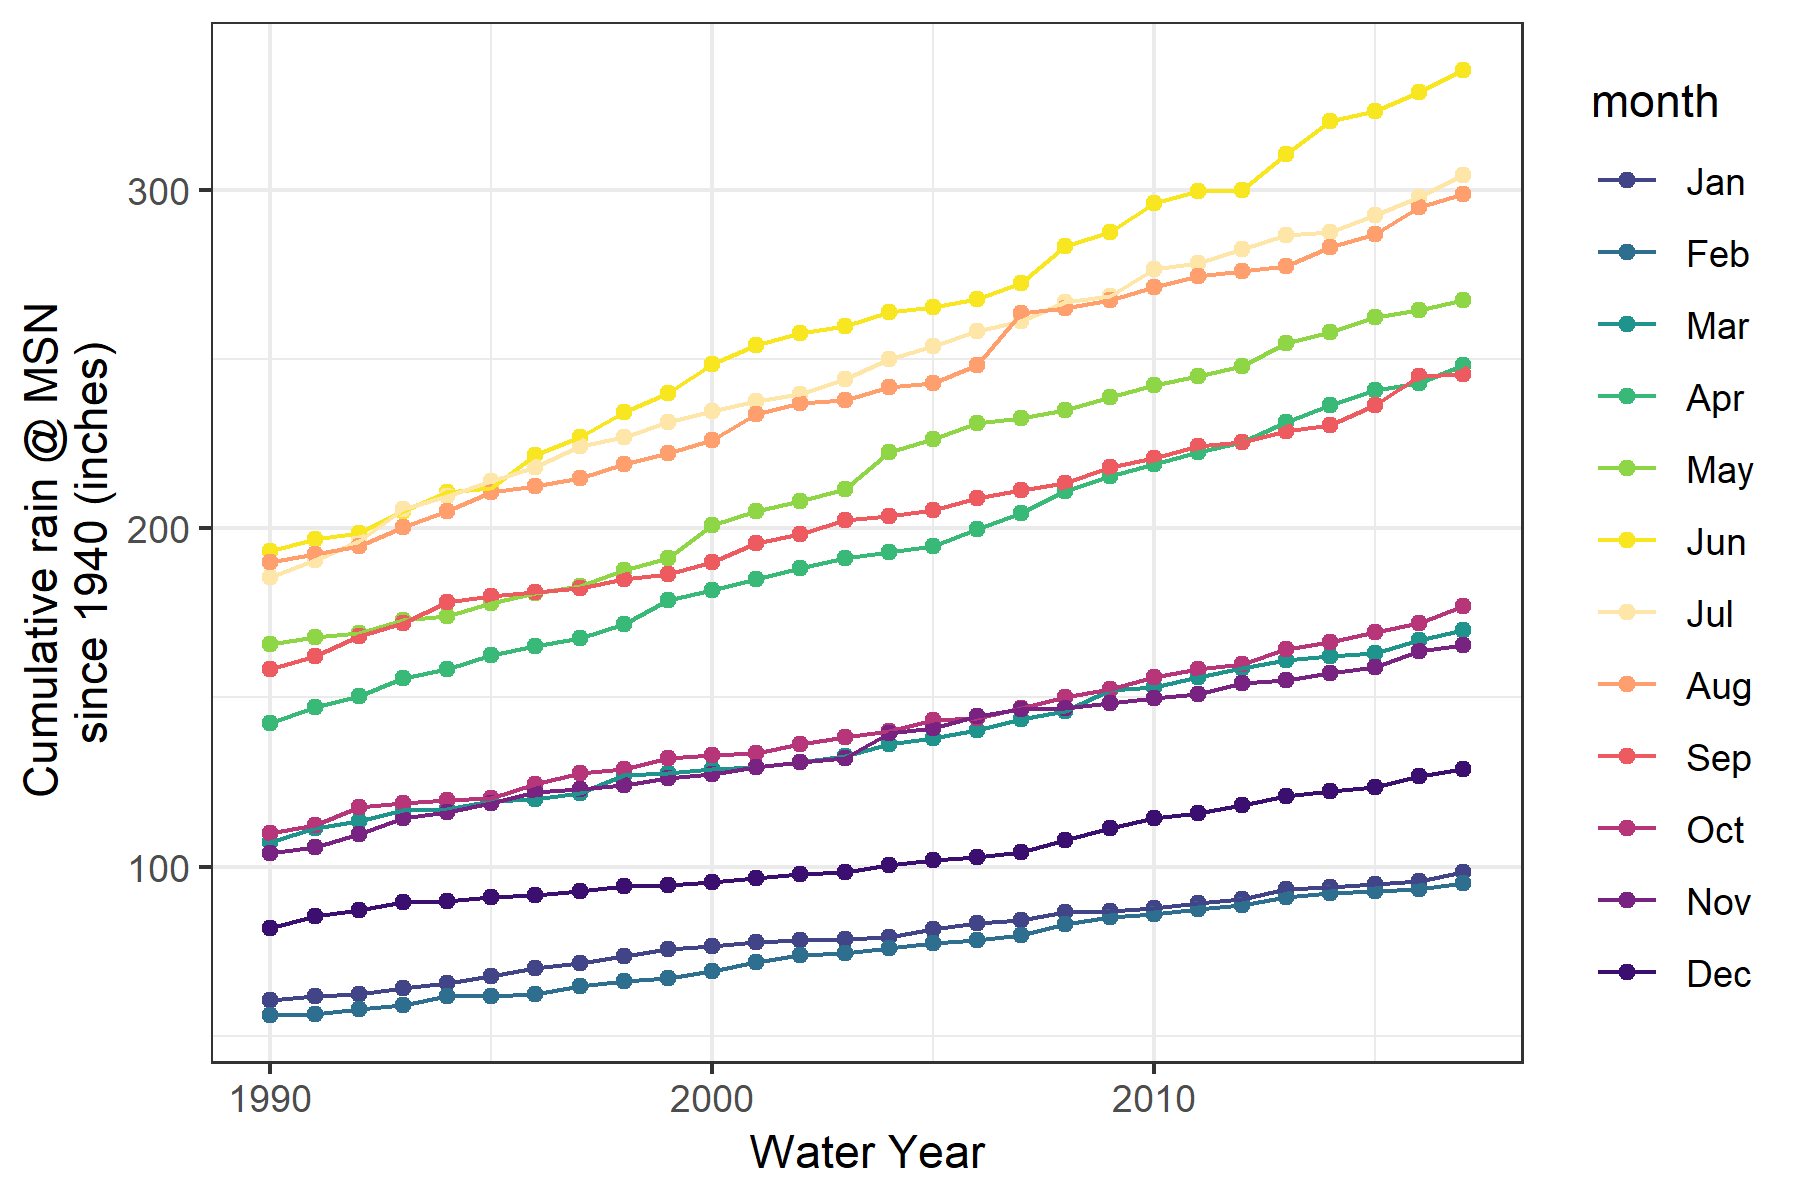 Cumulative rain @ MSN
since 1940 (inches)
300
200
100
1990
2000
2010
Water Year
month
Jan
Feb
Mar
Apr
May
Jun
Jul
Aug
Sep
Oct
Nov
Dec